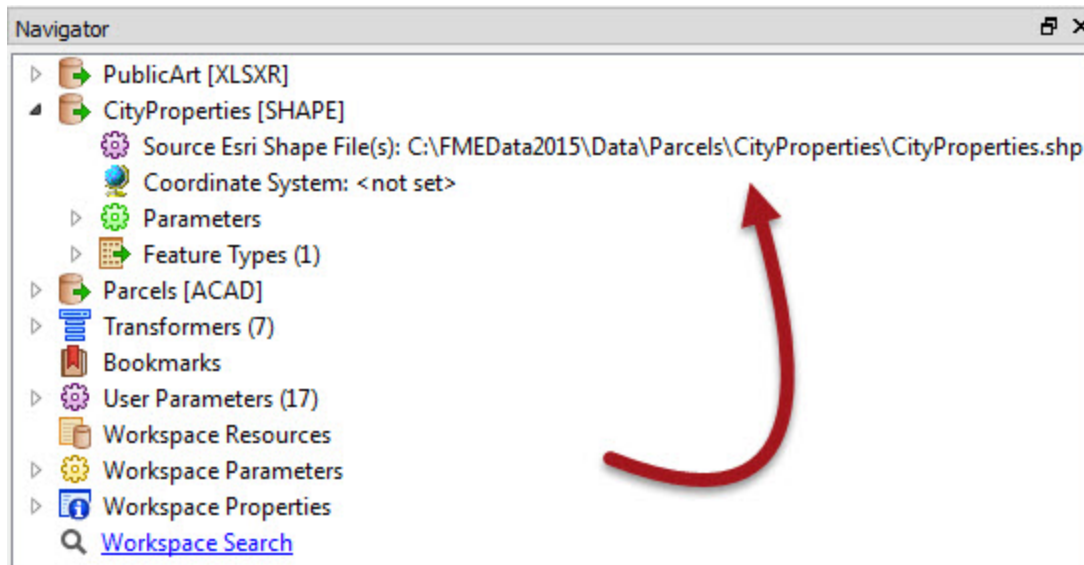 Navigator
PublicArt [XLSXR]
CityProperties [SHAPE]
Source Esri Shape File(s): C:\FMEData2015\Data\Parcels\CityProperties\CityProperties.shp
Coordinate System: <not set>
Parameters
Feature Types (1)
Parcels [ACAD]
Transformers (7)
Bookmarks
User Parameters (17)
Workspace Resources
Workspace Parameters
Workspace Properties
Workspace Search